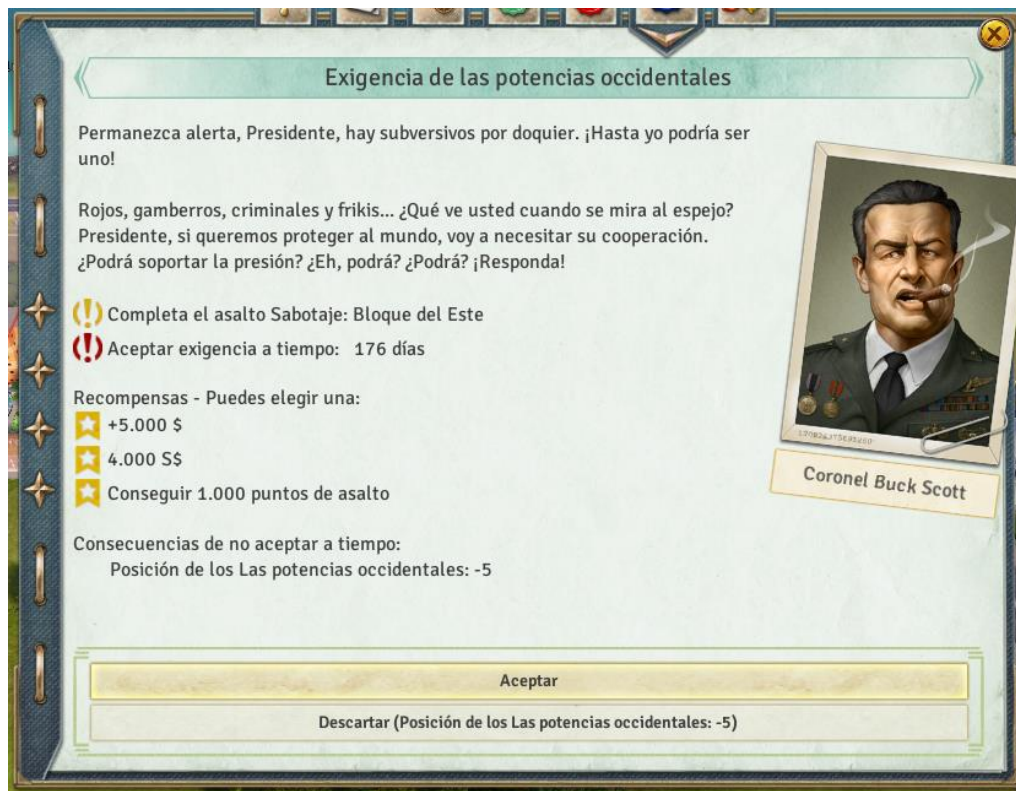 Exigencia de las potencias occidentales
Permanezca alerta, Presidente, hay subversivos por doquier. ¡Hasta yo podría ser
uno!
Rojos, gamberros, criminales y frikis... ¿Qué ve usted cuando se mira al espejo?
Presidente, si queremos proteger al mundo, voy a necesitar su cooperación.
¿Podrá soportar la presión? ¿Eh, podrá? ¿Podrá? ¡Responda!
Completa el asalto Sabotaje: Bloque del Este
Aceptar exigencia a tiempo: 176 días
Recompensas - Puedes elegir una:
+5.000 $
4.000 S$
Conseguir 1.000 puntos de asalto
Consecuencias de no aceptar a tiempo:
Posición de los Las potencias occidentales: -5
Coronel Buck Scott
Aceptar
Descartar (Posición de los Las potencias occidentales: -5)